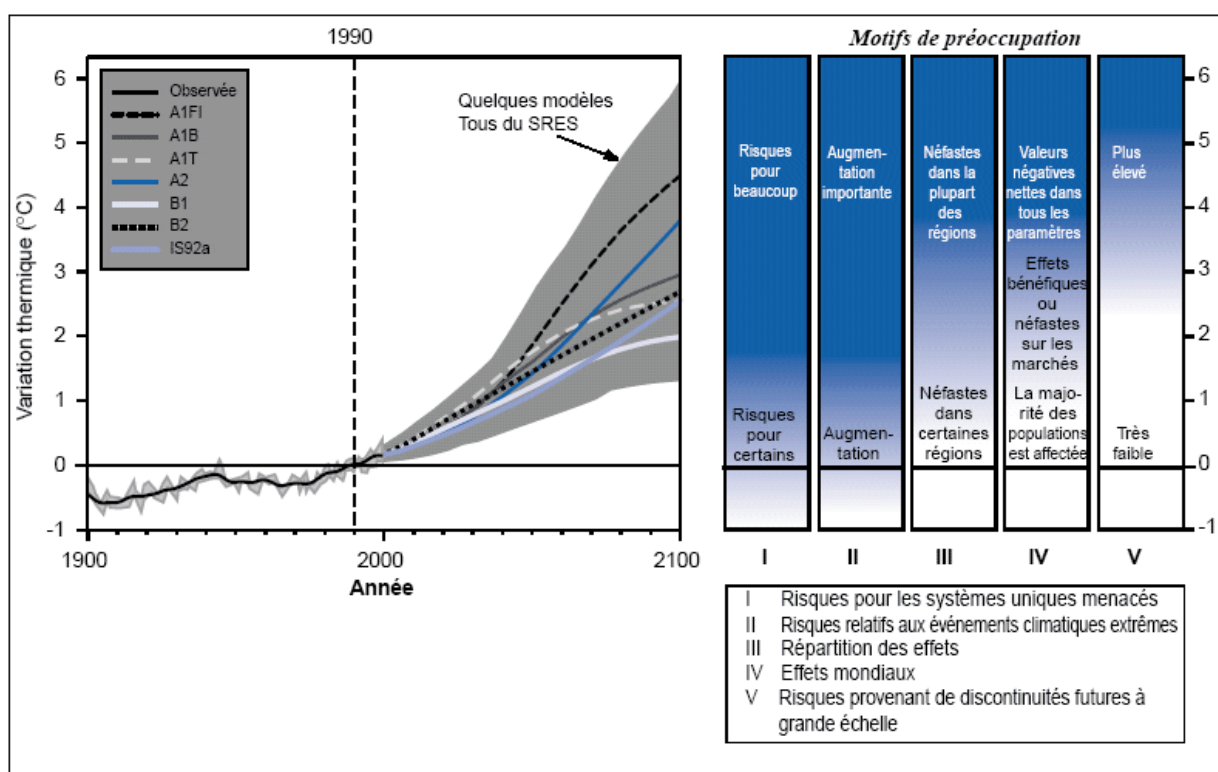 1990
6
5
4
3
2
1
0
-1
Variation thermique (°C)
Observée
A1FI
A1B
A1T
A2
B1
B2
IS92a
Quelques modèles
Tous du SRES
1900
2000
2100
Année
Motifs de préoccupation
Risques
pour
beaucoup
Risques
pour
certains
Augmen-
tation
importante
Augmen-
tation
Néfastes
dans la
plupart
des
régions
Néfastes
dans
certaines
régions
Valeurs
négatives
nettes dans
tous les
paramètres
Effets
bénéfiques
ou
néfastes
sur les
marchés
La majo-
rité des
populations
est affectée
Plus
élevé
Très
faible
6
5
4
3
2
1
0
-1
I II III IV V
I Risques pour les systèmes uniques menacés
II Risques relatifs aux événements climatiques extrêmes
III Répartition des effets
IV Effets mondiaux
V Risques provenant de discontinuités futures à
grande échelle